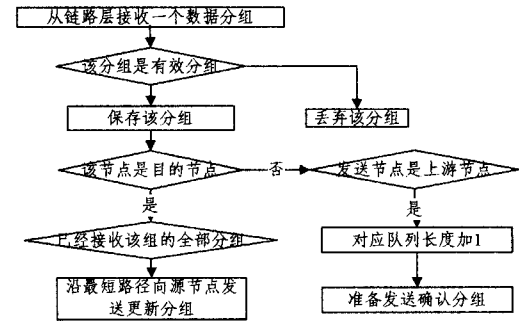 从链路层接收一个数据分组
该分组是有效分组
保存该分组
丢弃该分组
该节点是目的节点
否
发送节点是上游节点
是
是
已经接收该组的全部分组
对应队列长度加1
沿最短路径向源节点发
送更新分组
准备发送确认分组